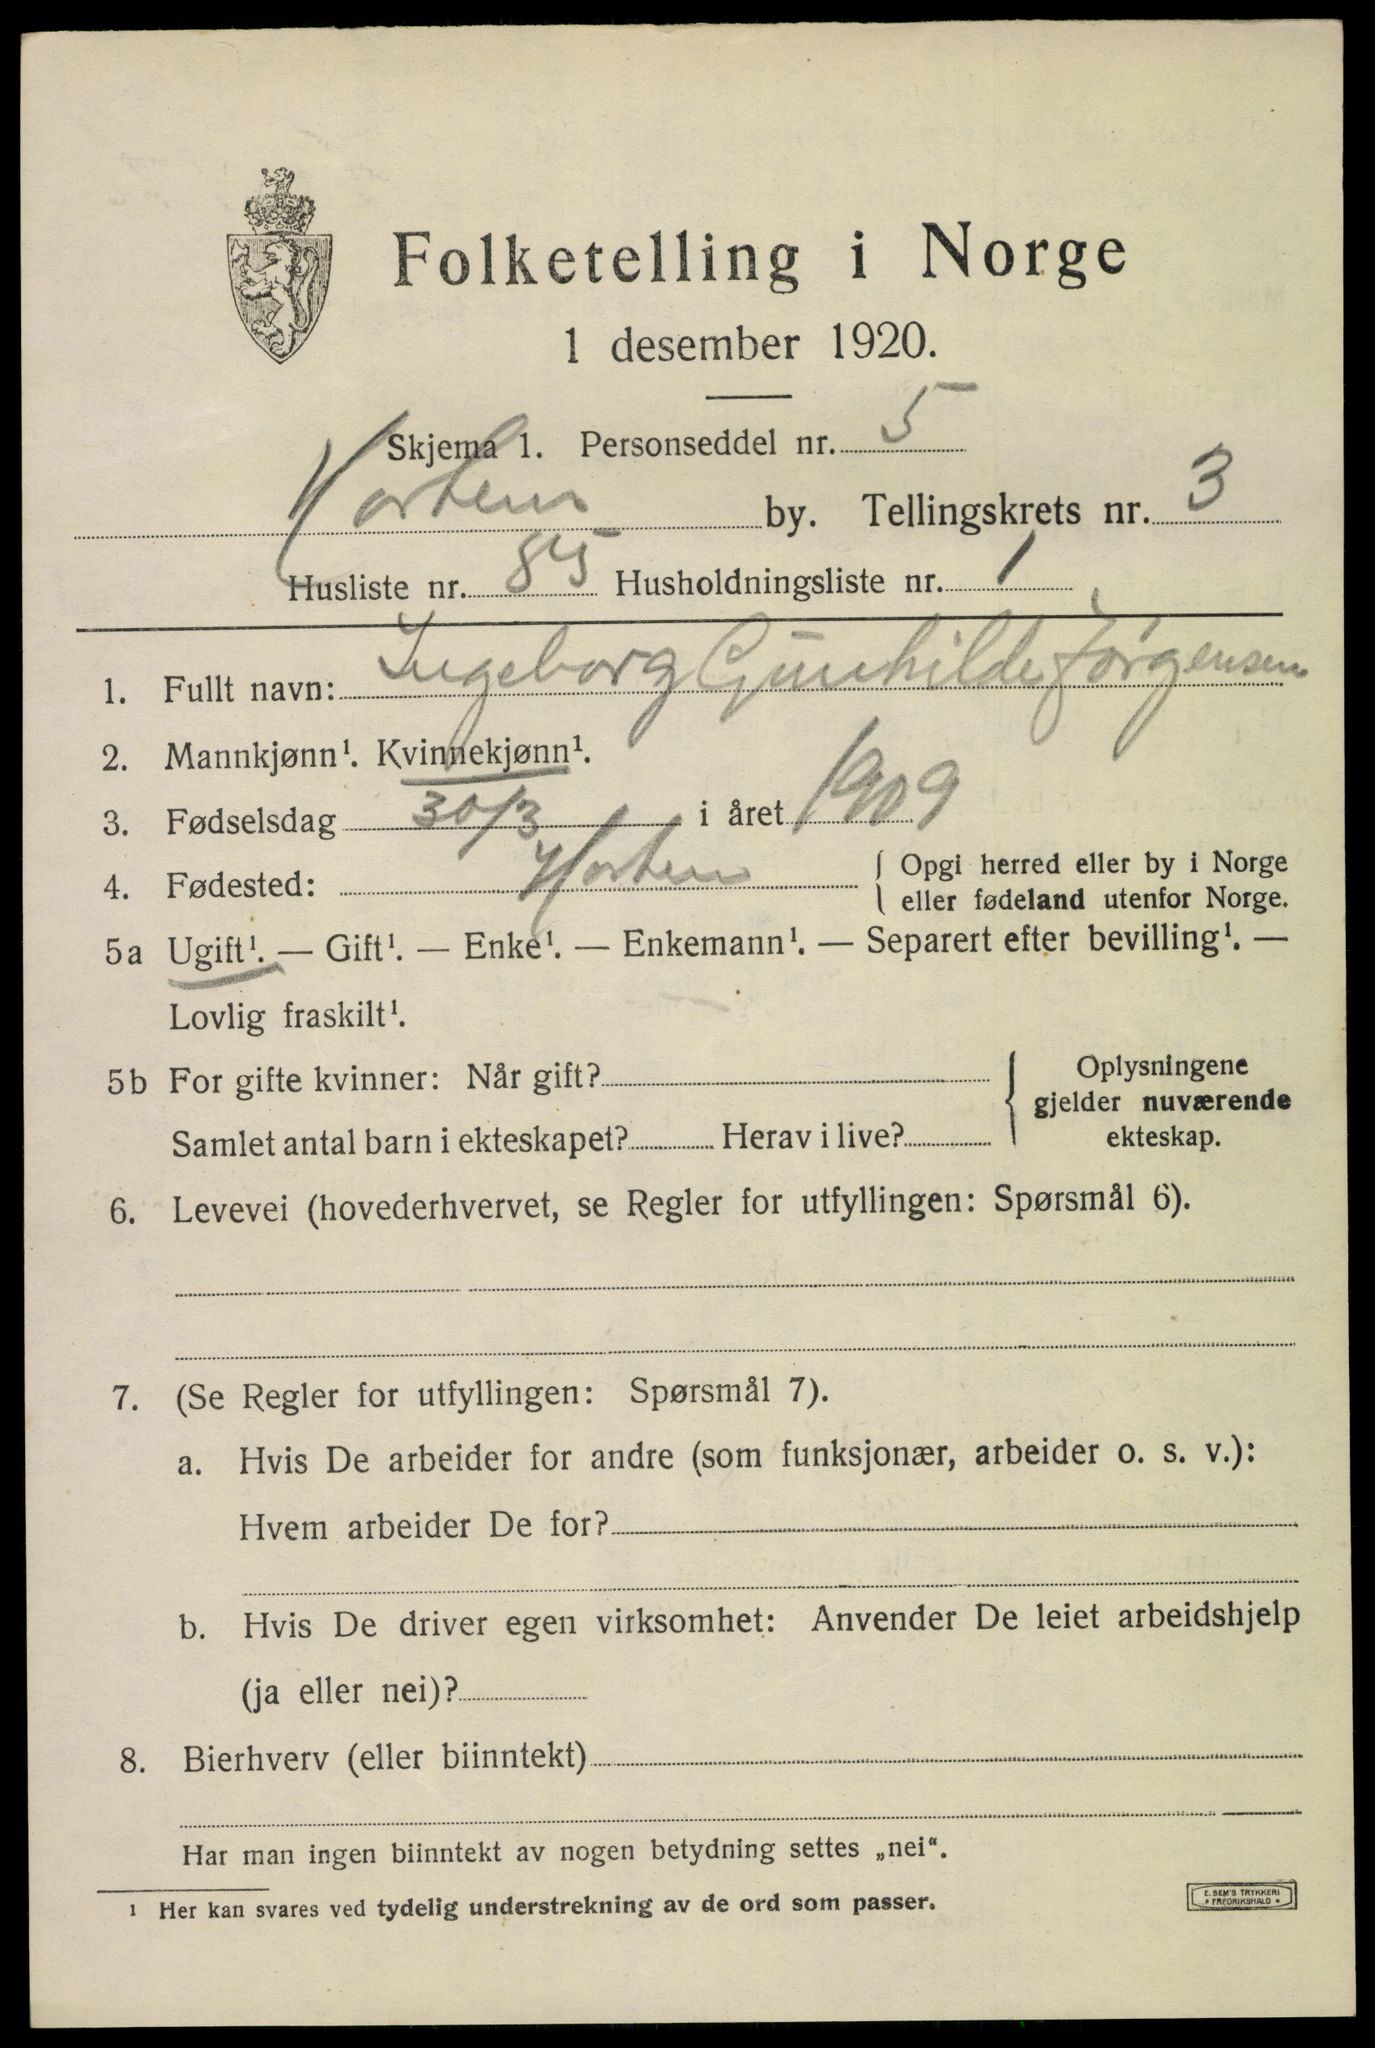 Folketelling i Norge
1 desember 1920.
Skjema 1. Personseddel nr. 5
Horten by. Tellingskrets nr. 3
Husliste nr. 85 Husholdningsliste nr. 1
1. Fullt navn: Ingeborg Gunhilde Jørgensen
2. Mannkjønn¹. Kvinnekjønn¹.
3. Fødselsdag 30/3 i året 1909
4. Fødested: Horten { Opgi herred eller by i Norge
eller fødeland utenfor Norge.
5a Ugift¹. — Gift¹. — Enke¹. — Enkemann¹. — Separert efter bevilling¹. —
Lovlig fraskilt¹.
5b For gifte kvinner: Når gift? { Oplysningene
gjelder nuværende
Samlet antal barn i ekteskapet? Herav i live? ekteskap.
6. Levevei (hovederhvervet, se Regler for utfyllingen: Spørsmål 6).
7. (Se Regler for utfyllingen: Spørsmål 7).
a. Hvis De arbeider for andre (som funksjonær, arbeider o. s. v.):
Hvem arbeider De for?
b. Hvis De driver egen virksomhet: Anvender De leiet arbeidshjelp
(ja eller nei)?
8. Bierhverv (eller biinntekt)
Har man ingen biinntekt av nogen betydning settes „nei“.
¹ Her kan svares ved tydelig understrekning av de ord som passer.
E. SEM'S TRYKKERI
• FREDRIKSHALD •